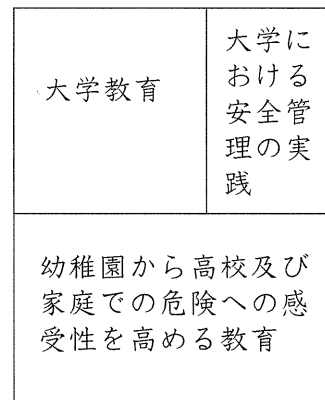 大学教育
大学に
おける
安全管
理の実
践
幼稚園から高校及び
家庭での危険への感
受性を高める教育